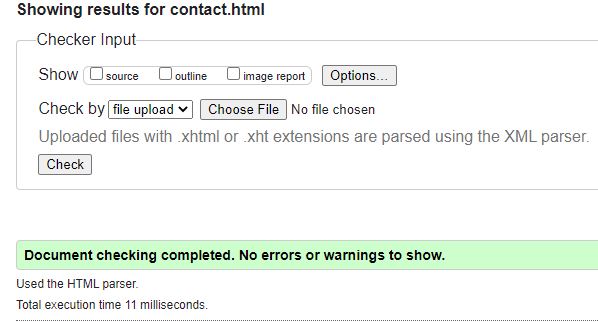 Showing results for contact.html
Checker Input
Show source outline image report Options...
Check by file upload Choose File No file chosen
Uploaded files with .xhtml or .xht extensions are parsed using the XML parser.
Check
Document checking completed. No errors or warnings to show.
Used the HTML parser.
Total execution time 11 milliseconds.